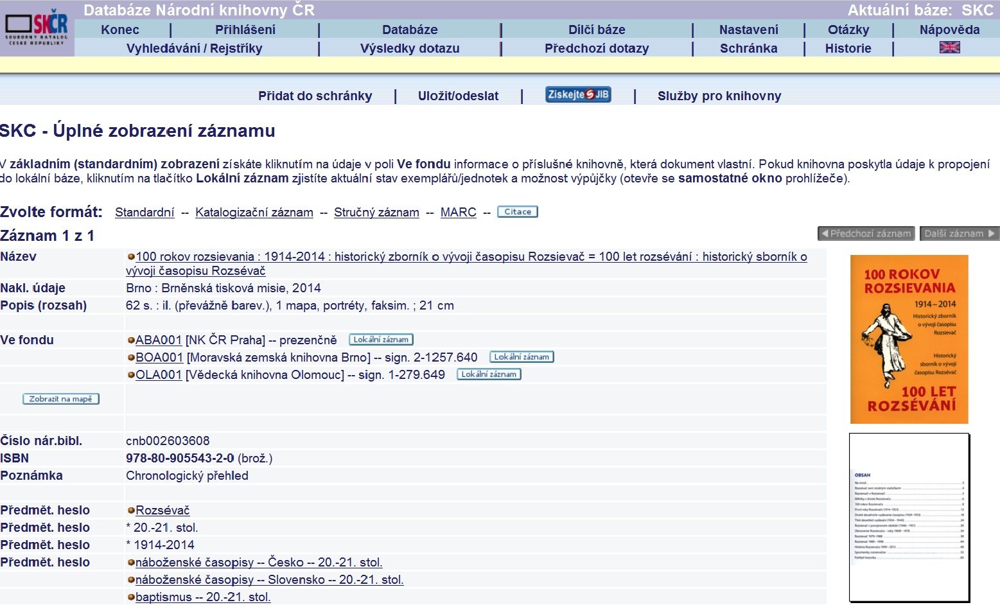 Databáze Národní knihovny ČR Aktuální báze: SKC
SKČR
SOUBORNÝ KATALOG
ČESKÉ REPUBLIKY
Konec | Přihlášení | Databáze | Dílčí báze | Nastavení | Otázky | Nápověda
Vyhledávání / Rejstříky | Výsledky dotazu | Předchozí dotazy | Schránka | Historie |
Přidat do schránky | Uložit/odeslat | Získejte JIB | Služby pro knihovny
SKC - Úplné zobrazení záznamu
V základním (standardním) zobrazení získáte kliknutím na údaje v poli Ve fondu informace o příslušné knihovně, která dokument vlastní. Pokud knihovna poskytla údaje k propojení
do lokální báze, kliknutím na tlačítko Lokální záznam zjistíte aktuální stav exemplářů/jednotek a možnost výpůjčky (otevře se samostatné okno prohlížeče).
Zvolte formát: Standardní -- Katalogizační záznam -- Stručný záznam -- MARC -- Citace
Záznam 1 z 1 Předchozí záznam Další záznam
Název 100 rokov rozsievania : 1914-2014 : historický zborník o vývoji časopisu Rozsievač = 100 let rozsévání : historický sborník o
vývoji časopisu Rozsévač
Nakl. údaje Brno : Brněnská tisková misie, 2014
Popis (rozsah) 62 s. : il. (převážně barev.), 1 mapa, portréty, faksim. ; 21 cm
Ve fondu ABA001 [NK ČR Praha] -- prezenčně Lokální záznam
BOA001 [Moravská zemská knihovna Brno] -- sign. 2-1257.640 Lokální záznam
OLA001 [Vědecká knihovna Olomouc] -- sign. 1-279.649 Lokální záznam
Zobrazit na mapě
Číslo nár.bibl. cnb002603608
ISBN 978-80-905543-2-0 (brož.)
Poznámka Chronologický přehled
Předmět. heslo Rozsévač
Předmět. heslo * 20.-21. stol.
Předmět. heslo * 1914-2014
Předmět. heslo náboženské časopisy -- Česko -- 20.-21. stol.
náboženské časopisy -- Slovensko -- 20.-21. stol.
baptismus -- 20.-21. stol.
100 ROKOV
ROZSIEVANIA
1914 – 2014
Historický zborník
o vývoji časopisu
Rozsievač
Historický
sborník o vývoji
časopisu Rozsévač
100 LET
ROZSÉVÁNÍ
OBSAH